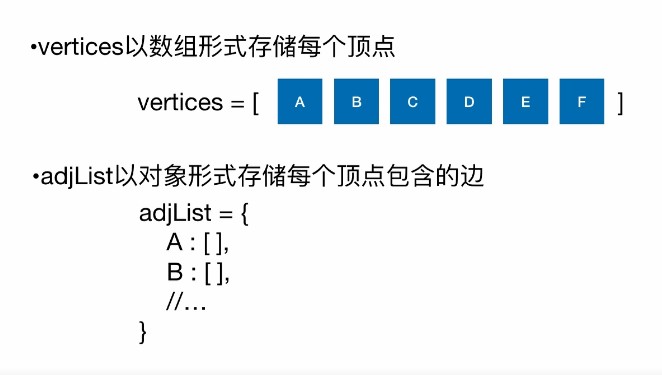 •vertices以数组形式存储每个顶点
vertices = [ A B C D E F ]
•adjList以对象形式存储每个顶点包含的边
adjList = {
A : [ ],
B : [ ],
//…
}